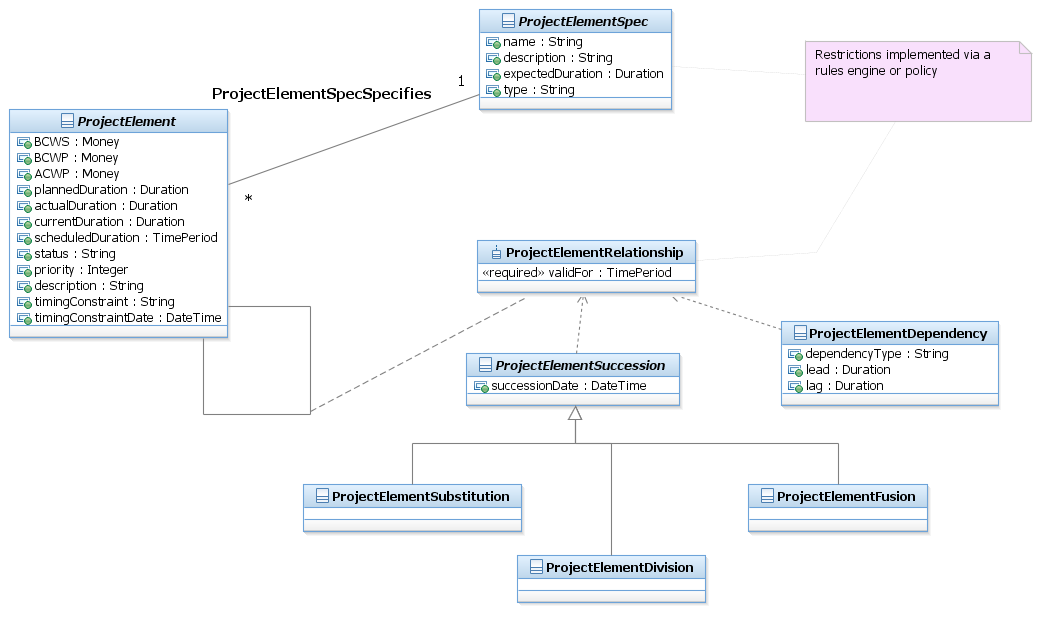 ProjectElementSpec
name : String
description : String
expectedDuration : Duration
type : String
Restrictions implemented via a
rules engine or policy
1
ProjectElementSpecSpecifies
*
ProjectElement
BCWS : Money
BCWP : Money
ACWP : Money
plannedDuration : Duration
actualDuration : Duration
currentDuration : Duration
scheduledDuration : TimePeriod
status : String
priority : Integer
description : String
timingConstraint : String
timingConstraintDate : DateTime
ProjectElementRelationship
«required» validFor : TimePeriod
ProjectElementDependency
dependencyType : String
lead : Duration
lag : Duration
ProjectElementSuccession
successionDate : DateTime
ProjectElementSubstitution
ProjectElementFusion
ProjectElementDivision